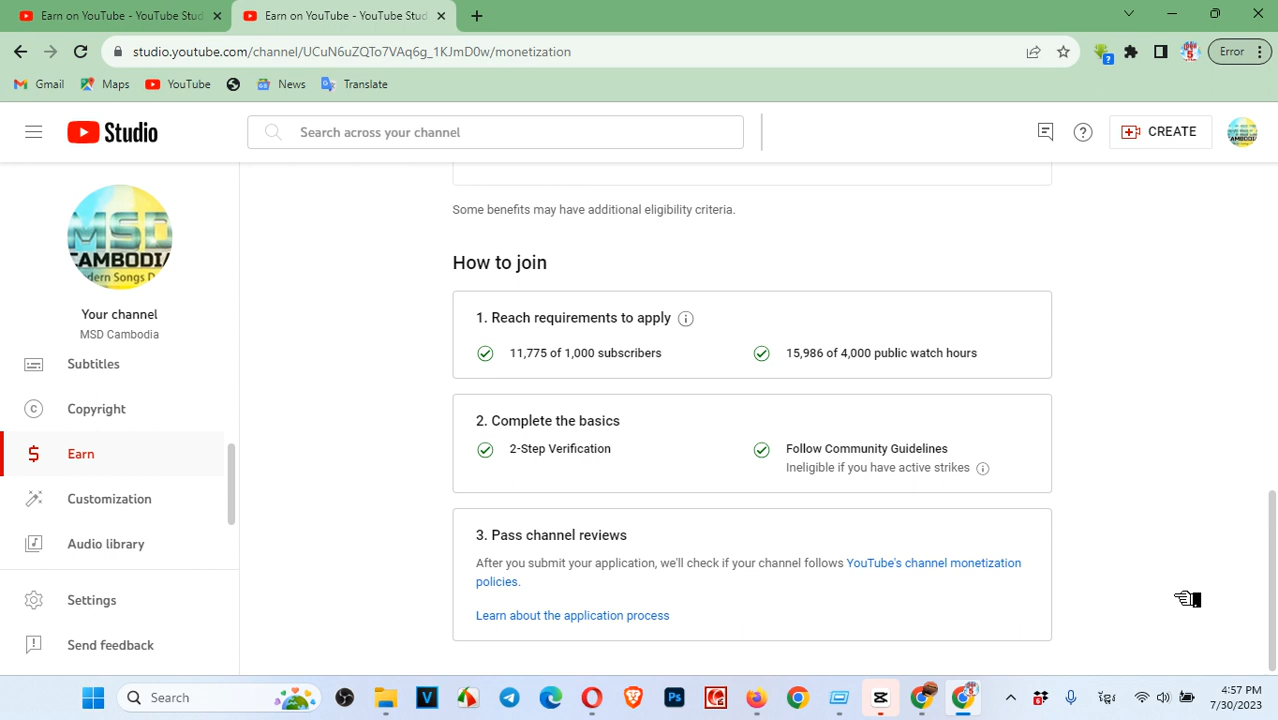 Earn on YouTube - YouTube Stud
Earn on YouTube - YouTube Stud
studio.youtube.com/channel/UCuN6uZQTo7VAq6g_1KJmD0w/monetization
Error
Gmail
Maps
YouTube
News
Translate
Studio
Search across your channel
CREATE
MSD
CAMBODIA
Your channel
MSD Cambodia
Subtitles
Copyright
Earn
Customization
Audio library
Settings
Send feedback
Some benefits may have additional eligibility criteria.
How to join
1. Reach requirements to apply
11,775 of 1,000 subscribers
15,986 of 4,000 public watch hours
2. Complete the basics
2-Step Verification
Follow Community Guidelines
Ineligible if you have active strikes
3. Pass channel reviews
After you submit your application, we'll check if your channel follows YouTube's channel monetization
policies.
Learn about the application process
Search
ខ្មែរ
4:57 PM
7/30/2023